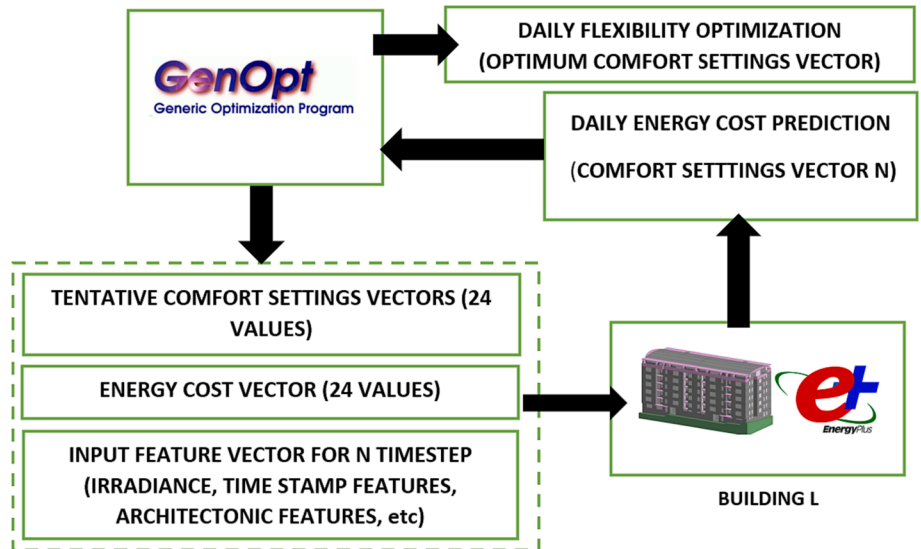 GenOpt
Generic Optimization Program
DAILY FLEXIBILITY OPTIMIZATION
(OPTIMUM COMFORT SETTINGS VECTOR)
DAILY ENERGY COST PREDICTION
(COMFORT SETTTINGS VECTOR N)
TENTATIVE COMFORT SETTINGS VECTORS (24
VALUES)
ENERGY COST VECTOR (24 VALUES)
INPUT FEATURE VECTOR FOR N TIMESTEP
(IRRADIANCE, TIME STAMP FEATURES,
ARCHITECTONIC FEATURES, etc)
e+
EnergyPlus
BUILDING L